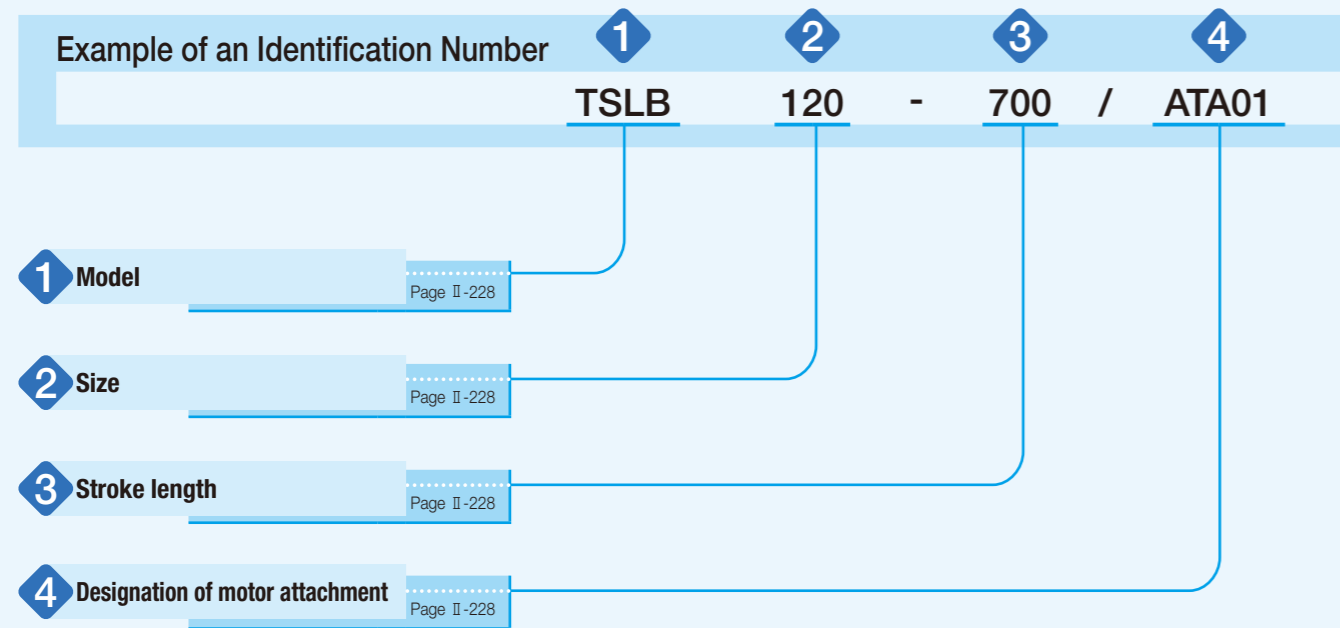 Example of an Identification Number
1 2 3 4
TSLB 120 - 700 / ATA01
1 Model
Page Ⅱ-228
2 Size
Page Ⅱ-228
3 Stroke length
Page Ⅱ-228
4 Designation of motor attachment
Page Ⅱ-228